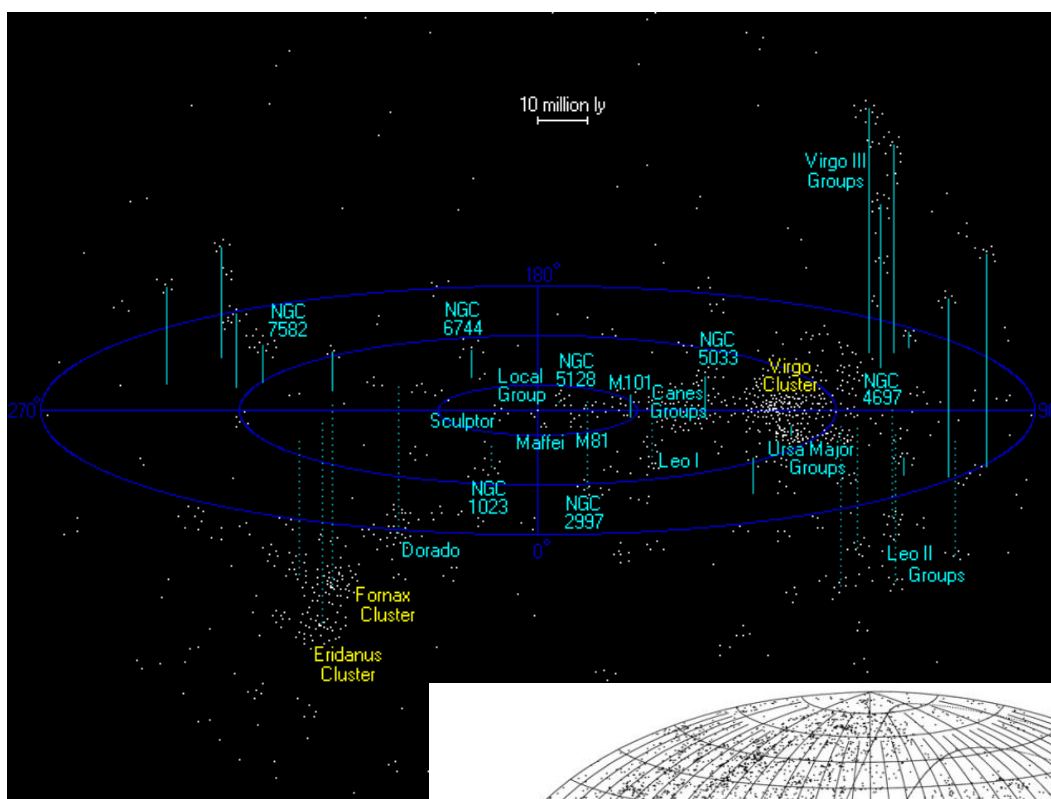 10 million ly
Virgo III
Groups
180°
NGC
7582
NGC
6744
NGC
5033
NGC
5128
Virgo
Cluster
Local
Group
M101
Canes
Groups
NGC
4697
270°
90
Sculptor
Maffei
M81
Leo I
Ursa Major
Groups
NGC
1023
NGC
2997
0°
Dorado
Leo II
Groups
Fornax
Cluster
Eridanus
Cluster